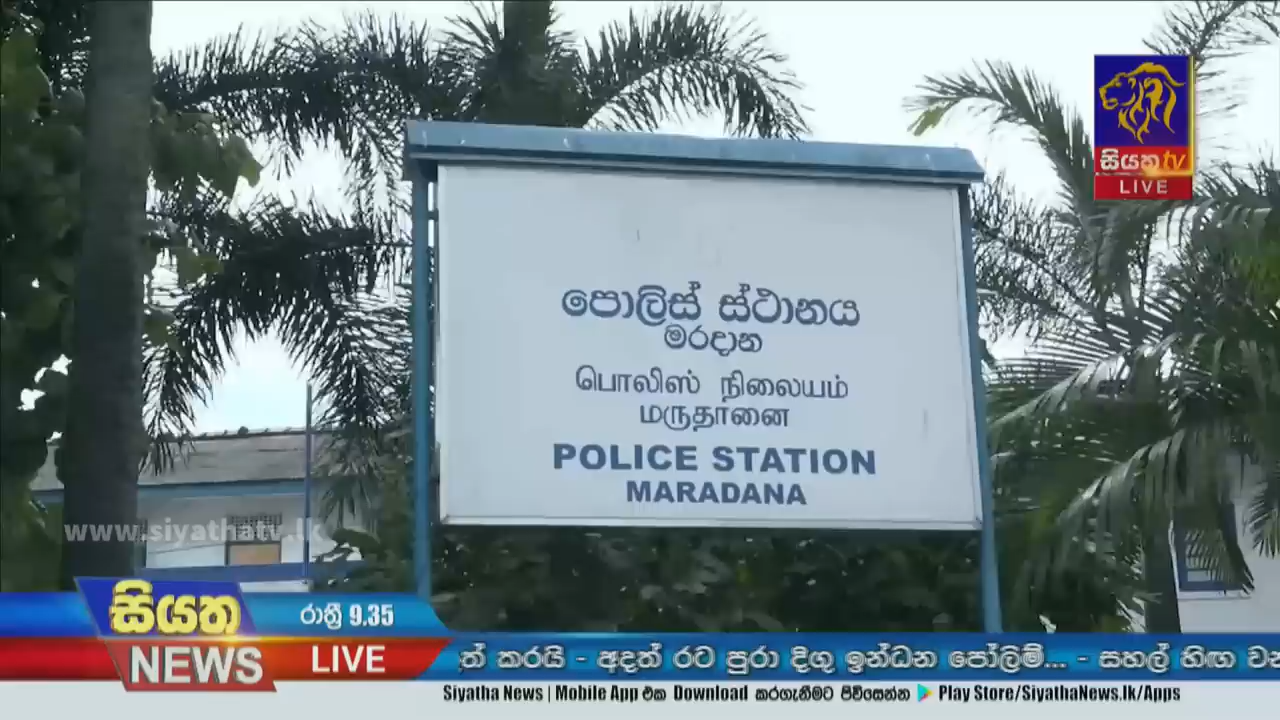 සියත tv
LIVE
පොලිස් ස්ථානය
මරදාන
பொலிஸ் நிலையம்
மருதானை
POLICE STATION
MARADANA
www.siyathatv.lk
සියත
NEWS
රාත්‍රී 9.35
LIVE
කරයි - අදත් රට පුරා දිගු ඉන්ධන පෝලිම්... - සහල් හිඟ
Siyatha News | Mobile App එක Download කරගැනීමට පිවිසෙන්න Play Store/SiyathaNews.lk/Apps